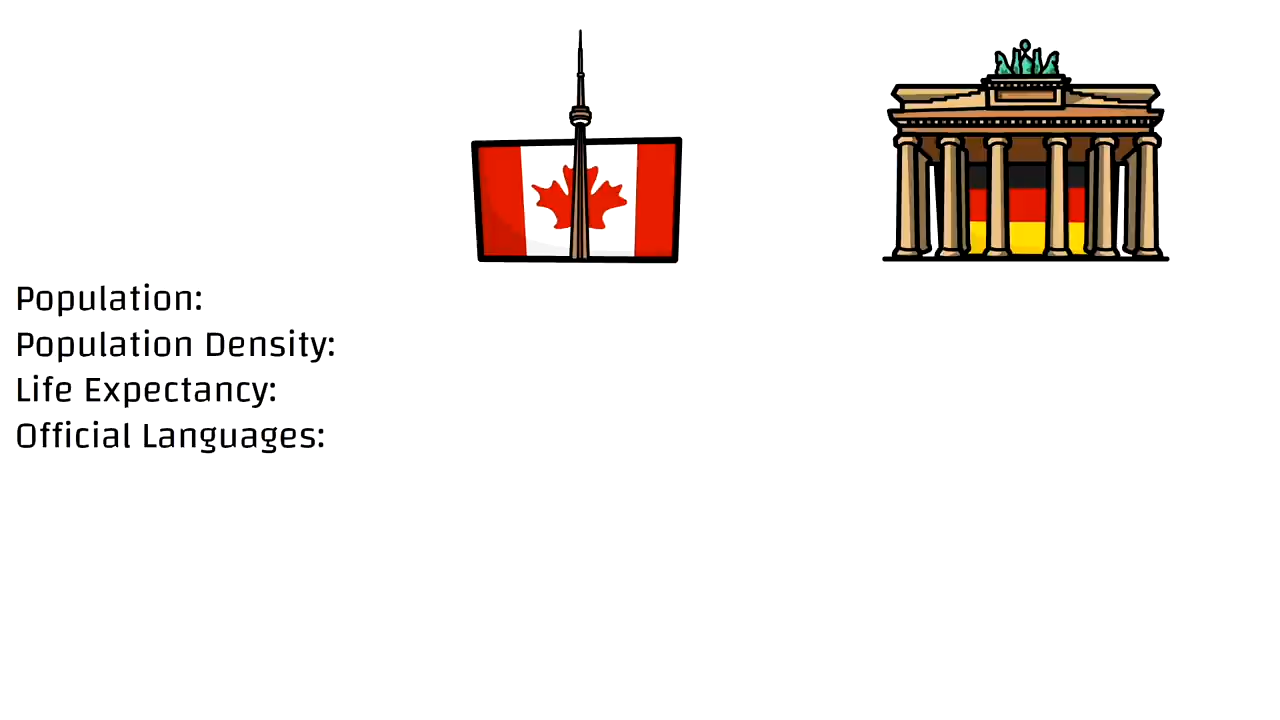 Population:
Population Density:
Life Expectancy:
Official Languages: